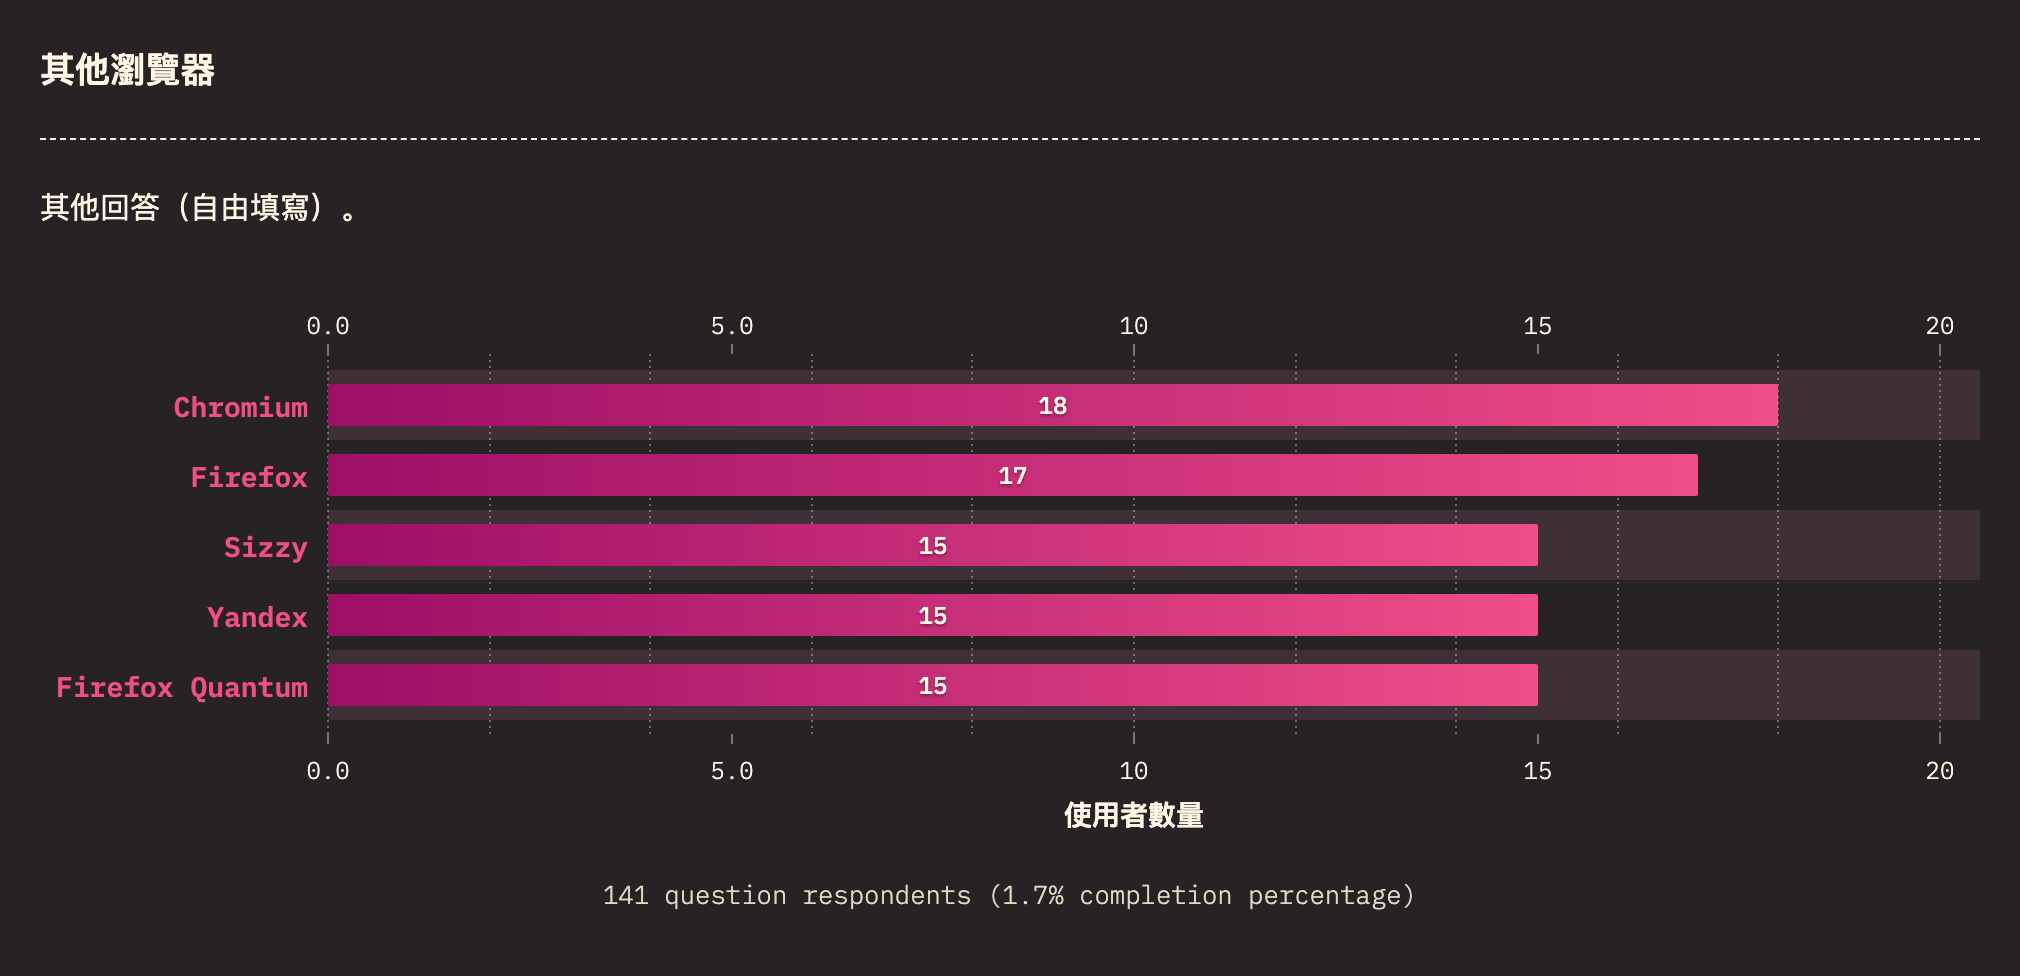 其他瀏覽器
其他回答（自由填寫）。
0.0 5.0 10 15 20
Chromium 18
Firefox 17
Sizzy 15
Yandex 15
Firefox Quantum 15
0.0 5.0 10 15 20
使用者數量
141 question respondents (1.7% completion percentage)